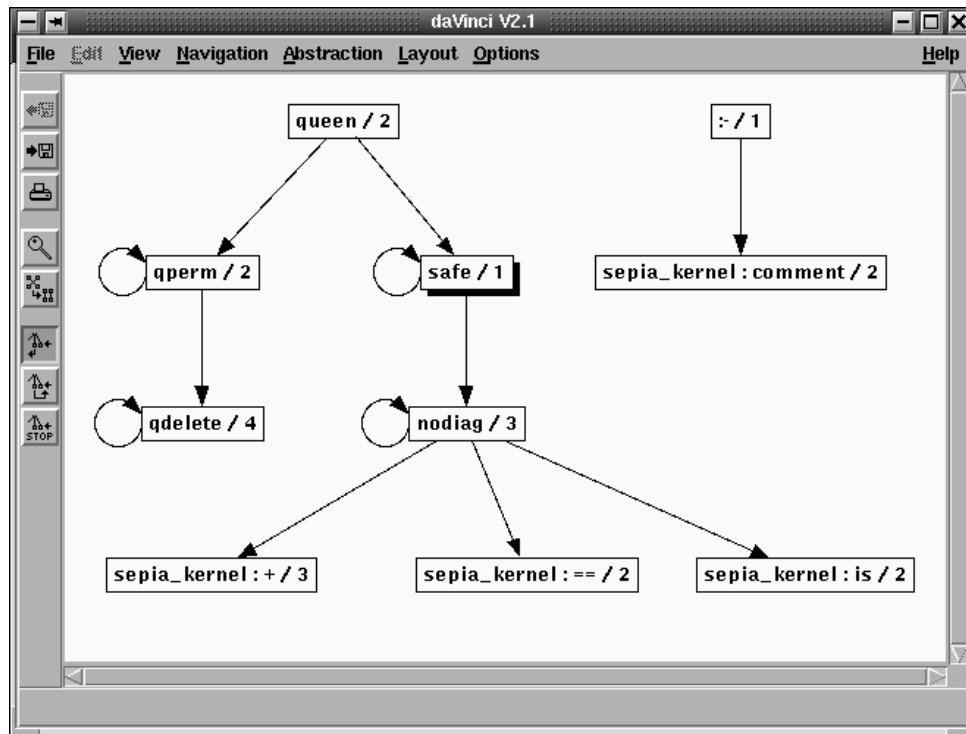 daVinci V2.1
File Edit View Navigation Abstraction Layout Options Help
queen / 2
:- / 1
qperm / 2
safe / 1
sepia_kernel : comment / 2
qdelete / 4
nodiag / 3
STOP
sepia_kernel : + / 3
sepia_kernel : == / 2
sepia_kernel : is / 2